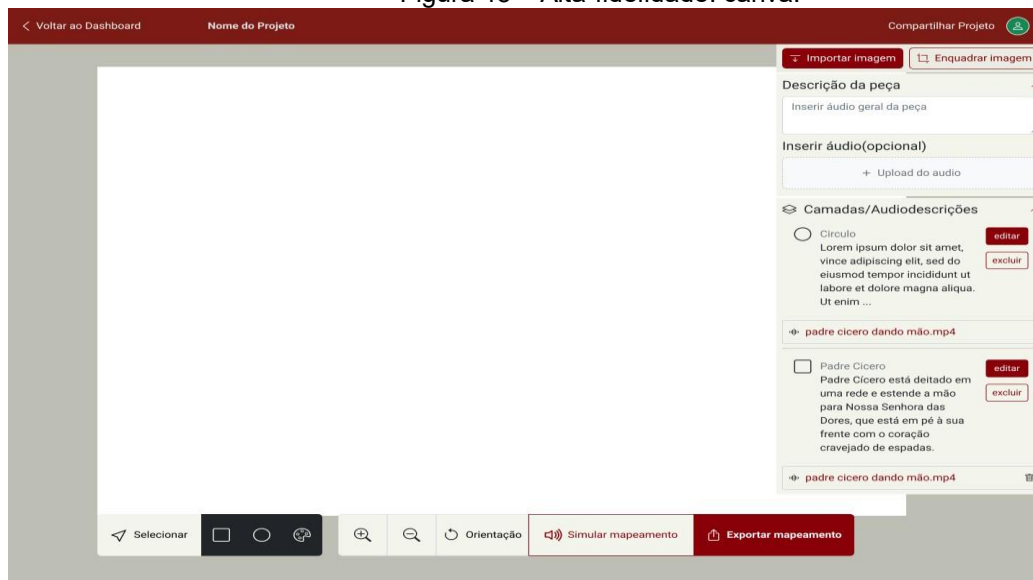 Voltar ao Dashboard
Nome do Projeto
Compartilhar Projeto
Importar imagem
Enquadrar imagem
Descrição da peça
Inserir áudio geral da peça
Inserir áudio(opcional)
+ Upload do audio
Camadas/Audiodescrições
Circulo
editar
Lorem ipsum dolor sit amet,
vince adipiscing elit, sed do
excluir
eiusmod tempor incididunt ut
labore et dolore magna aliqua.
Ut enim ...
padre cicero dando mão.mp4
Padre Cicero
editar
Padre Cícero está deitado em
uma rede e estende a mão
excluir
para Nossa Senhora das
Dores, que está em pé à sua
frente com o coração
cravejado de espadas.
padre cicero dando mão.mp4
Selecionar
Orientação
Simular mapeamento
Exportar mapeamento